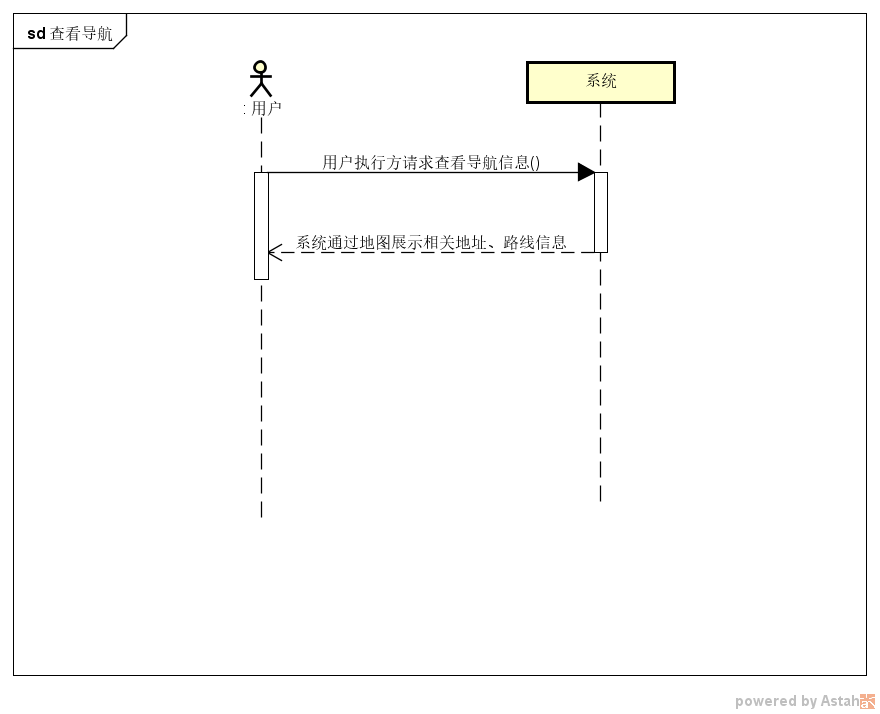 sd 查看导航
: 用户
系统
用户执行方请求查看导航信息()
系统通过地图展示相关地址、路线信息
powered by Astah